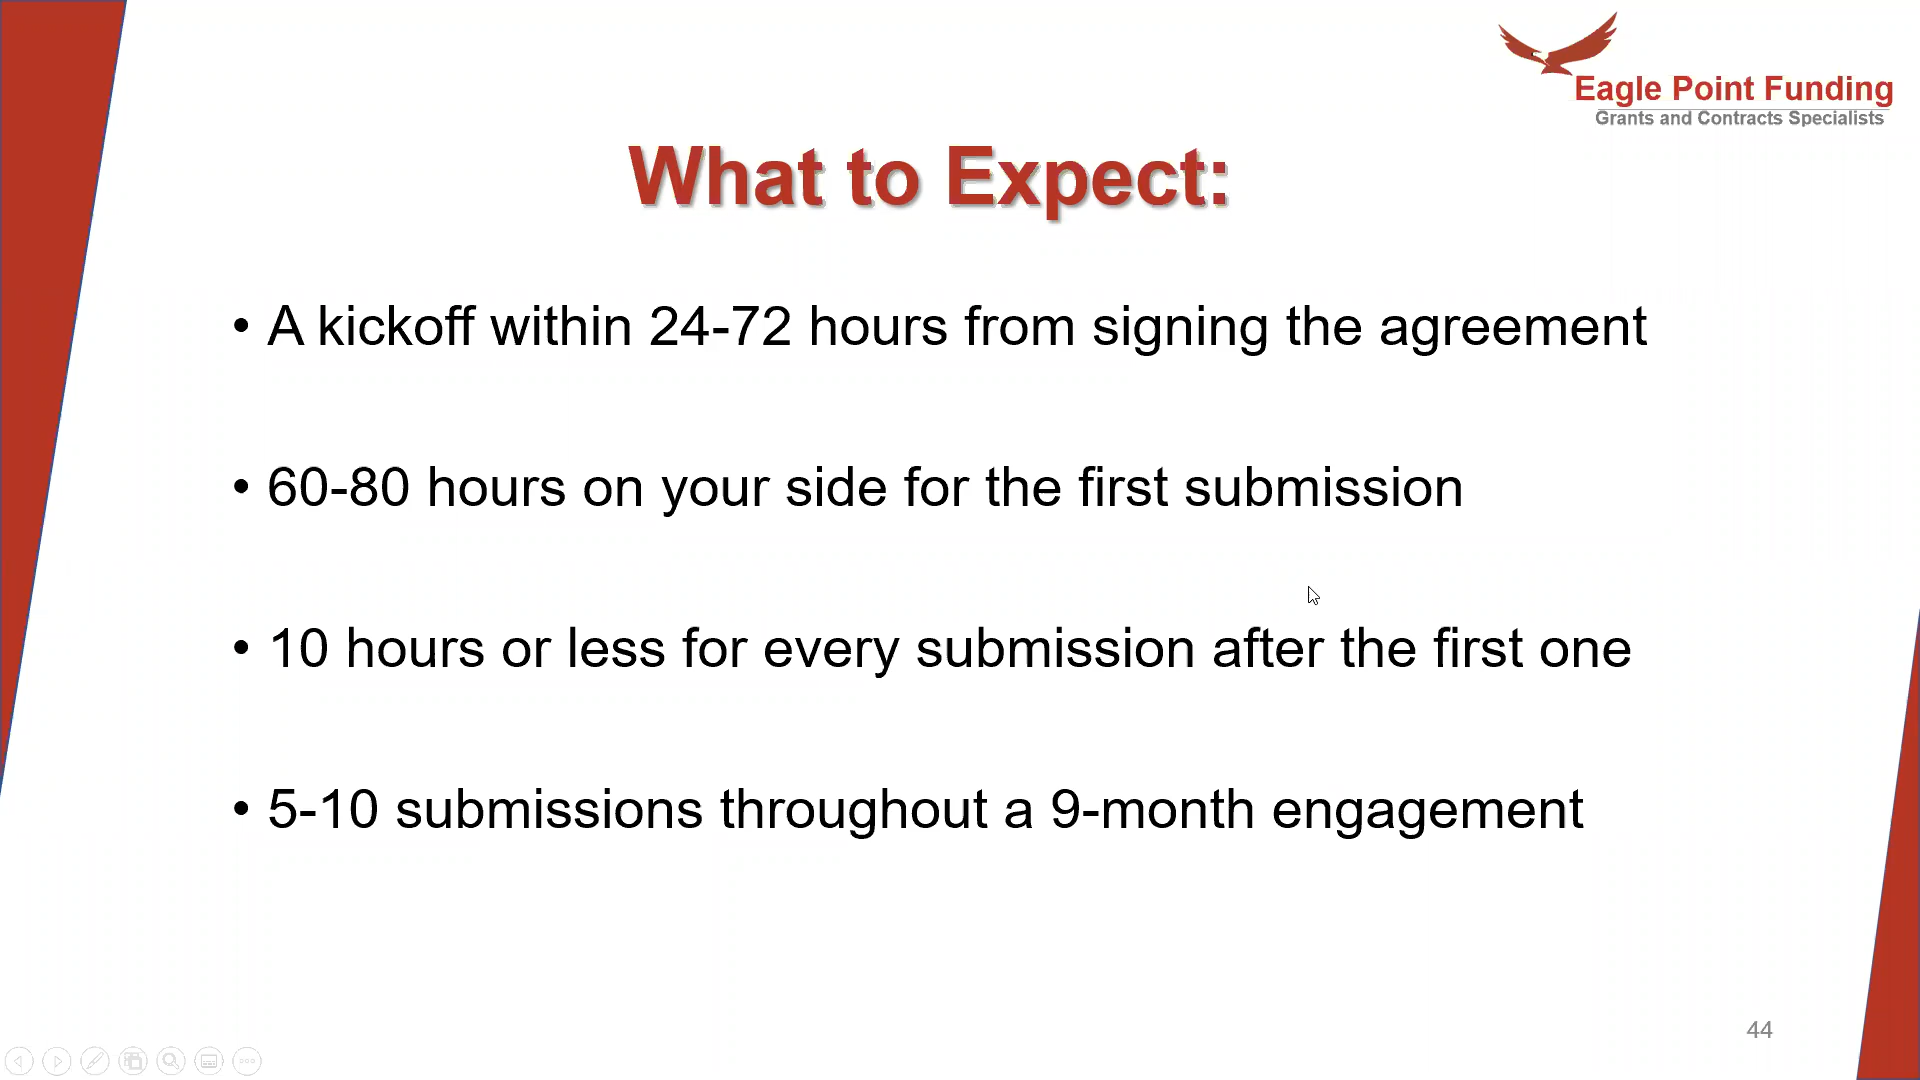 Eagle Point Funding
Grants and Contracts Specialists
What to Expect:
• A kickoff within 24-72 hours from signing the agreement
• 60-80 hours on your side for the first submission
• 10 hours or less for every submission after the first one
• 5-10 submissions throughout a 9-month engagement
44